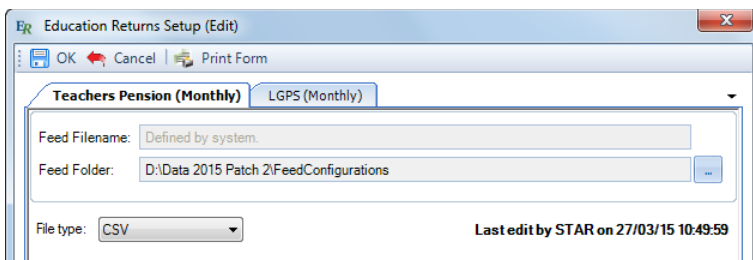 ER Education Returns Setup (Edit)
OK Cancel Print Form
Teachers Pension (Monthly) LGPS (Monthly)
Feed Filename: Defined by system.
Feed Folder: D:\Data 2015 Patch 2\FeedConfigurations ...
File type: CSV Last edit by STAR on 27/03/15 10:49:59